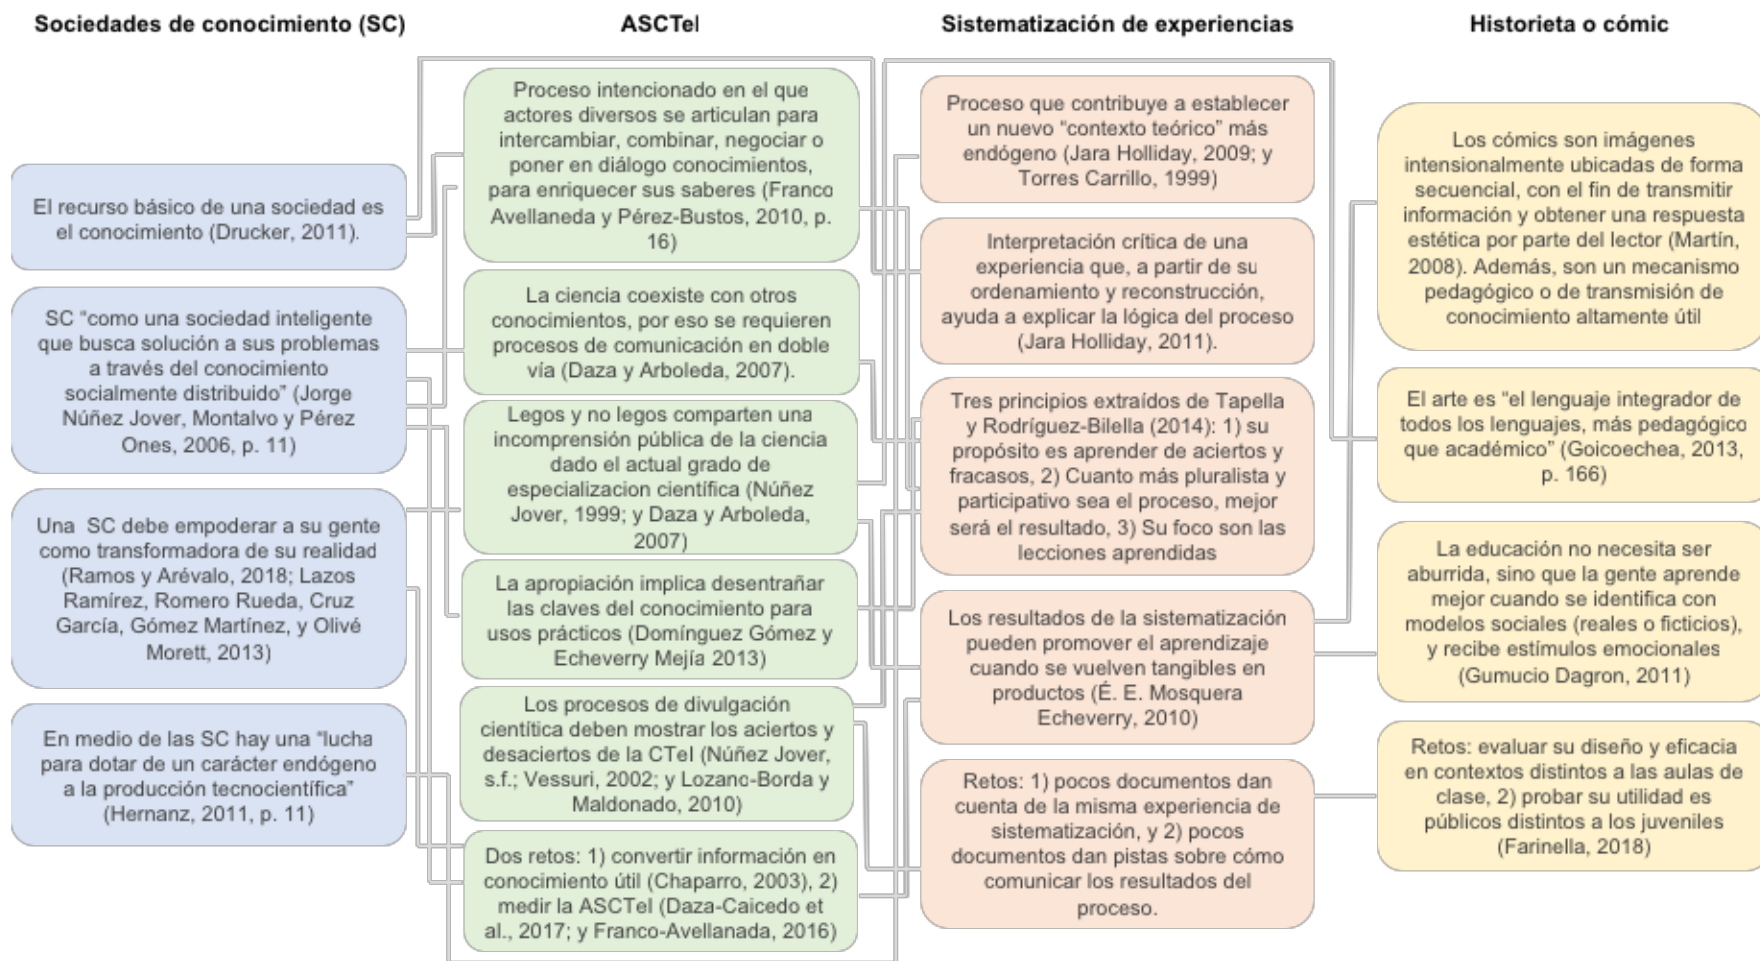 Sociedades de conocimiento (SC)
El recurso básico de una sociedad es
el conocimiento (Drucker, 2011).
SC “como una sociedad inteligente
que busca solución a sus problemas
a través del conocimiento
socialmente distribuido” (Jorge
Núñez Jover, Montalvo y Pérez
Ones, 2006, p. 11)
Una SC debe empoderar a su gente
como transformadora de su realidad
(Ramos y Arévalo, 2018; Lazos
Ramírez, Romero Rueda, Cruz
García, Gómez Martínez, y Olivé
Morett, 2013)
En medio de las SC hay una “lucha
para dotar de un carácter endógeno
a la producción tecnocientífica”
(Hernanz, 2011, p. 11)
ASCTeI
Proceso intencionado en el que
actores diversos se articulan para
intercambiar, combinar, negociar o
poner en diálogo conocimientos,
para enriquecer sus saberes (Franco
Avellaneda y Pérez-Bustos, 2010, p.
16)
La ciencia coexiste con otros
conocimientos, por eso se requieren
procesos de comunicación en doble
vía (Daza y Arboleda, 2007).
Legos y no legos comparten una
incomprensión pública de la ciencia
dado el actual grado de
especializacion científica (Núñez
Jover, 1999; y Daza y Arboleda,
2007)
La apropiación implica desentrañar
las claves del conocimiento para
usos prácticos (Domínguez Gómez y
Echeverry Mejía 2013)
Los procesos de divulgación
científica deben mostrar los aciertos y
desaciertos de la CTeI (Núñez Jover,
s.f.; Vessuri, 2002; y Lozano-Borda y
Maldonado, 2010)
Dos retos: 1) convertir información en
conocimiento útil (Chaparro, 2003), 2)
medir la ASCTeI (Daza-Caicedo et
al., 2017; y Franco-Avellanada, 2016)
Sistematización de experiencias
Proceso que contribuye a establecer
un nuevo “contexto teórico” más
endógeno (Jara Holliday, 2009; y
Torres Carrillo, 1999)
Interpretación crítica de una
experiencia que, a partir de su
ordenamiento y reconstrucción,
ayuda a explicar la lógica del proceso
(Jara Holliday, 2011).
Tres principios extraídos de Tapella
y Rodríguez-Bilella (2014): 1) su
propósito es aprender de aciertos y
fracasos, 2) Cuanto más pluralista y
participativo sea el proceso, mejor
será el resultado, 3) Su foco son las
lecciones aprendidas
Los resultados de la sistematización
pueden promover el aprendizaje
cuando se vuelven tangibles en
productos (É. E. Mosquera
Echeverry, 2010)
Retos: 1) pocos documentos dan
cuenta de la misma experiencia de
sistematización, y 2) pocos
documentos dan pistas sobre cómo
comunicar los resultados del
proceso.
Historieta o cómic
Los cómics son imágenes
intensionalmente ubicadas de forma
secuencial, con el fin de transmitir
información y obtener una respuesta
estética por parte del lector (Martín,
2008). Además, son un mecanismo
pedagógico o de transmisión de
conocimiento altamente útil
El arte es “el lenguaje integrador de
todos los lenguajes, más pedagógico
que académico” (Goicoechea, 2013,
p. 166)
La educación no necesita ser
aburrida, sino que la gente aprende
mejor cuando se identifica con
modelos sociales (reales o ficticios),
y recibe estímulos emocionales
(Gumucio Dagron, 2011)
Retos: evaluar su diseño y eficacia
en contextos distintos a las aulas de
clase, 2) probar su utilidad es
públicos distintos a los juveniles
(Farinella, 2018)